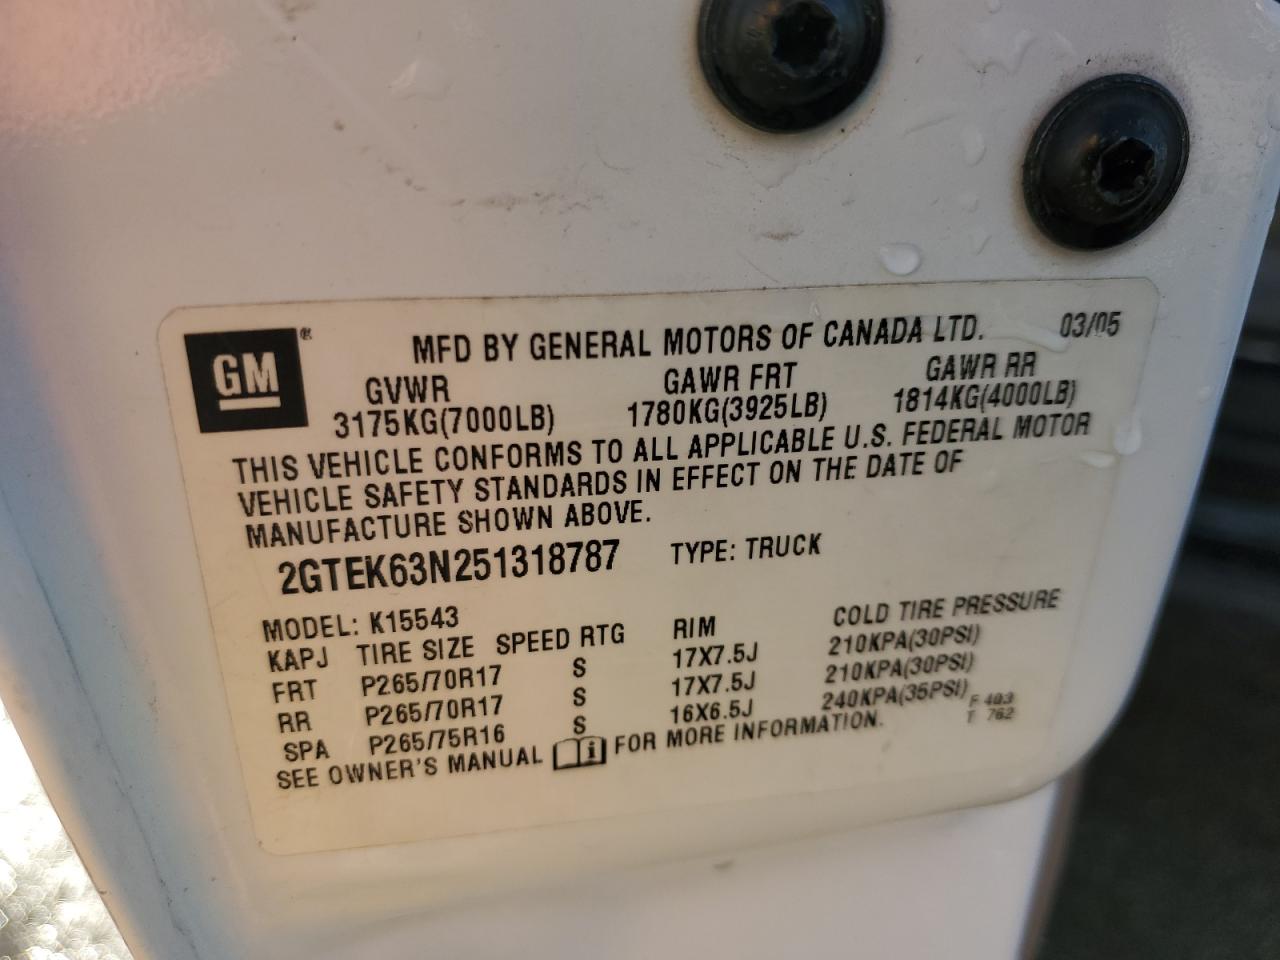 GM ® MFD BY GENERAL MOTORS OF CANADA LTD. 03/05
GVWR GAWR FRT GAWR RR
3175KG(7000LB) 1780KG(3925LB) 1814KG(4000LB)
THIS VEHICLE CONFORMS TO ALL APPLICABLE U.S. FEDERAL MOTOR
VEHICLE SAFETY STANDARDS IN EFFECT ON THE DATE OF
MANUFACTURE SHOWN ABOVE.
2GTEK63N251318787 TYPE: TRUCK
MODEL: K15543
KAPJ TIRE SIZE SPEED RTG RIM COLD TIRE PRESSURE
FRT P265/70R17 S 17X7.5J 210KPA(30PSI)
RR P265/70R17 S 17X7.5J 210KPA(30PSI)
SPA P265/75R16 S 16X6.5J 240KPA(35PSI)
SEE OWNER'S MANUAL i FOR MORE INFORMATION. F 403
T 762